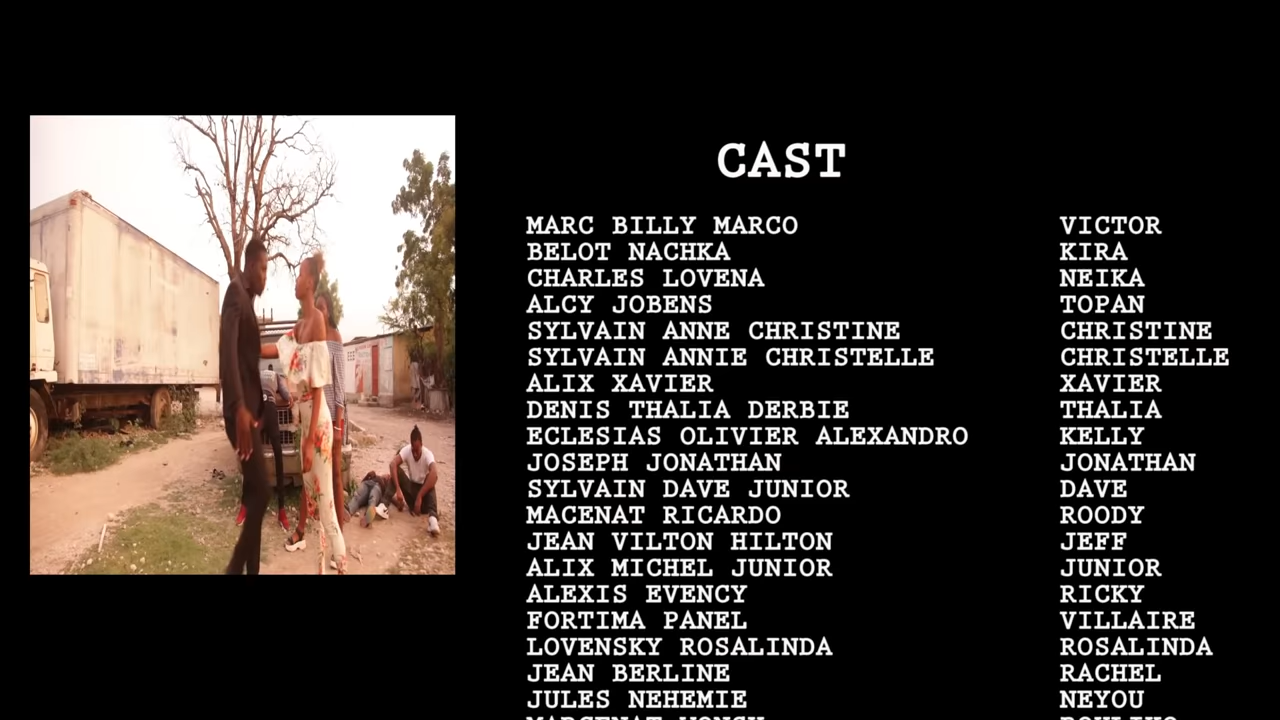 CAST
MARC BILLY MARCO VICTOR
BELOT NACHKA KIRA
CHARLES LOVENA NEIKA
ALCY JOBENS TOPAN
SYLVAIN ANNE CHRISTINE CHRISTINE
SYLVAIN ANNIE CHRISTELLE CHRISTELLE
ALIX XAVIER XAVIER
DENIS THALIA DERBIE THALIA
ECLESIAS OLIVIER ALEXANDRO KELLY
JOSEPH JONATHAN JONATHAN
SYLVAIN DAVE JUNIOR DAVE
MACENAT RICARDO ROODY
JEAN VILTON HILTON JEFF
ALIX MICHEL JUNIOR JUNIOR
ALEXIS EVENCY RICKY
FORTIMA PANEL VILLAIRE
LOVENSKY ROSALINDA ROSALINDA
JEAN BERLINE RACHEL
JULES NEHEMIE NEYOU